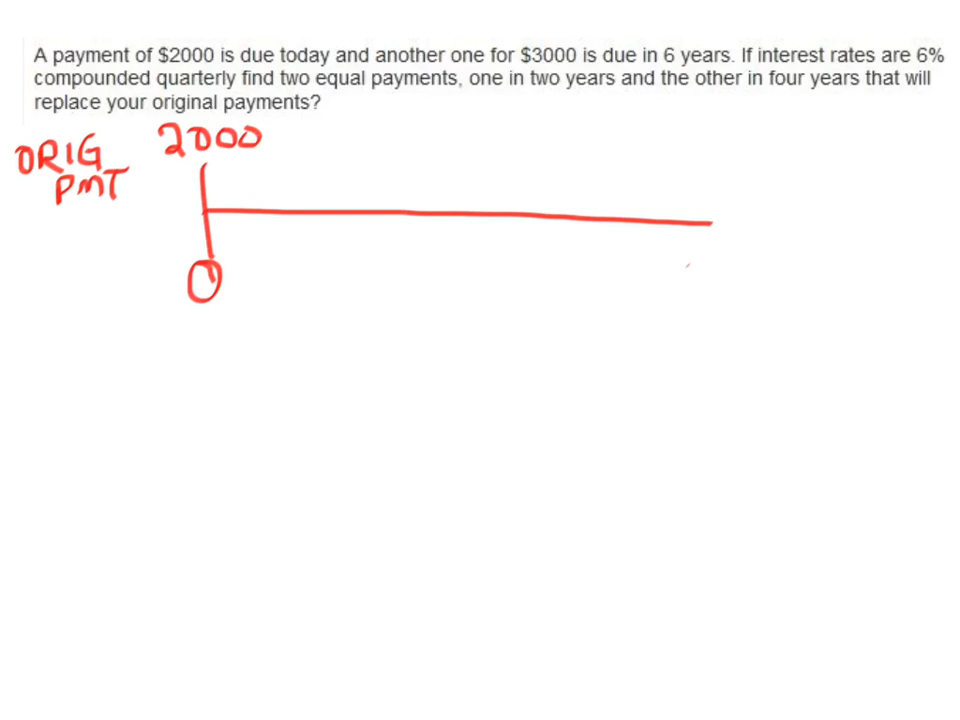 A payment of $2000 is due today and another one for $3000 is due in 6 years. If interest rates are 6%
compounded quarterly find two equal payments, one in two years and the other in four years that will
replace your original payments?
ORIG 2000
PMT
0